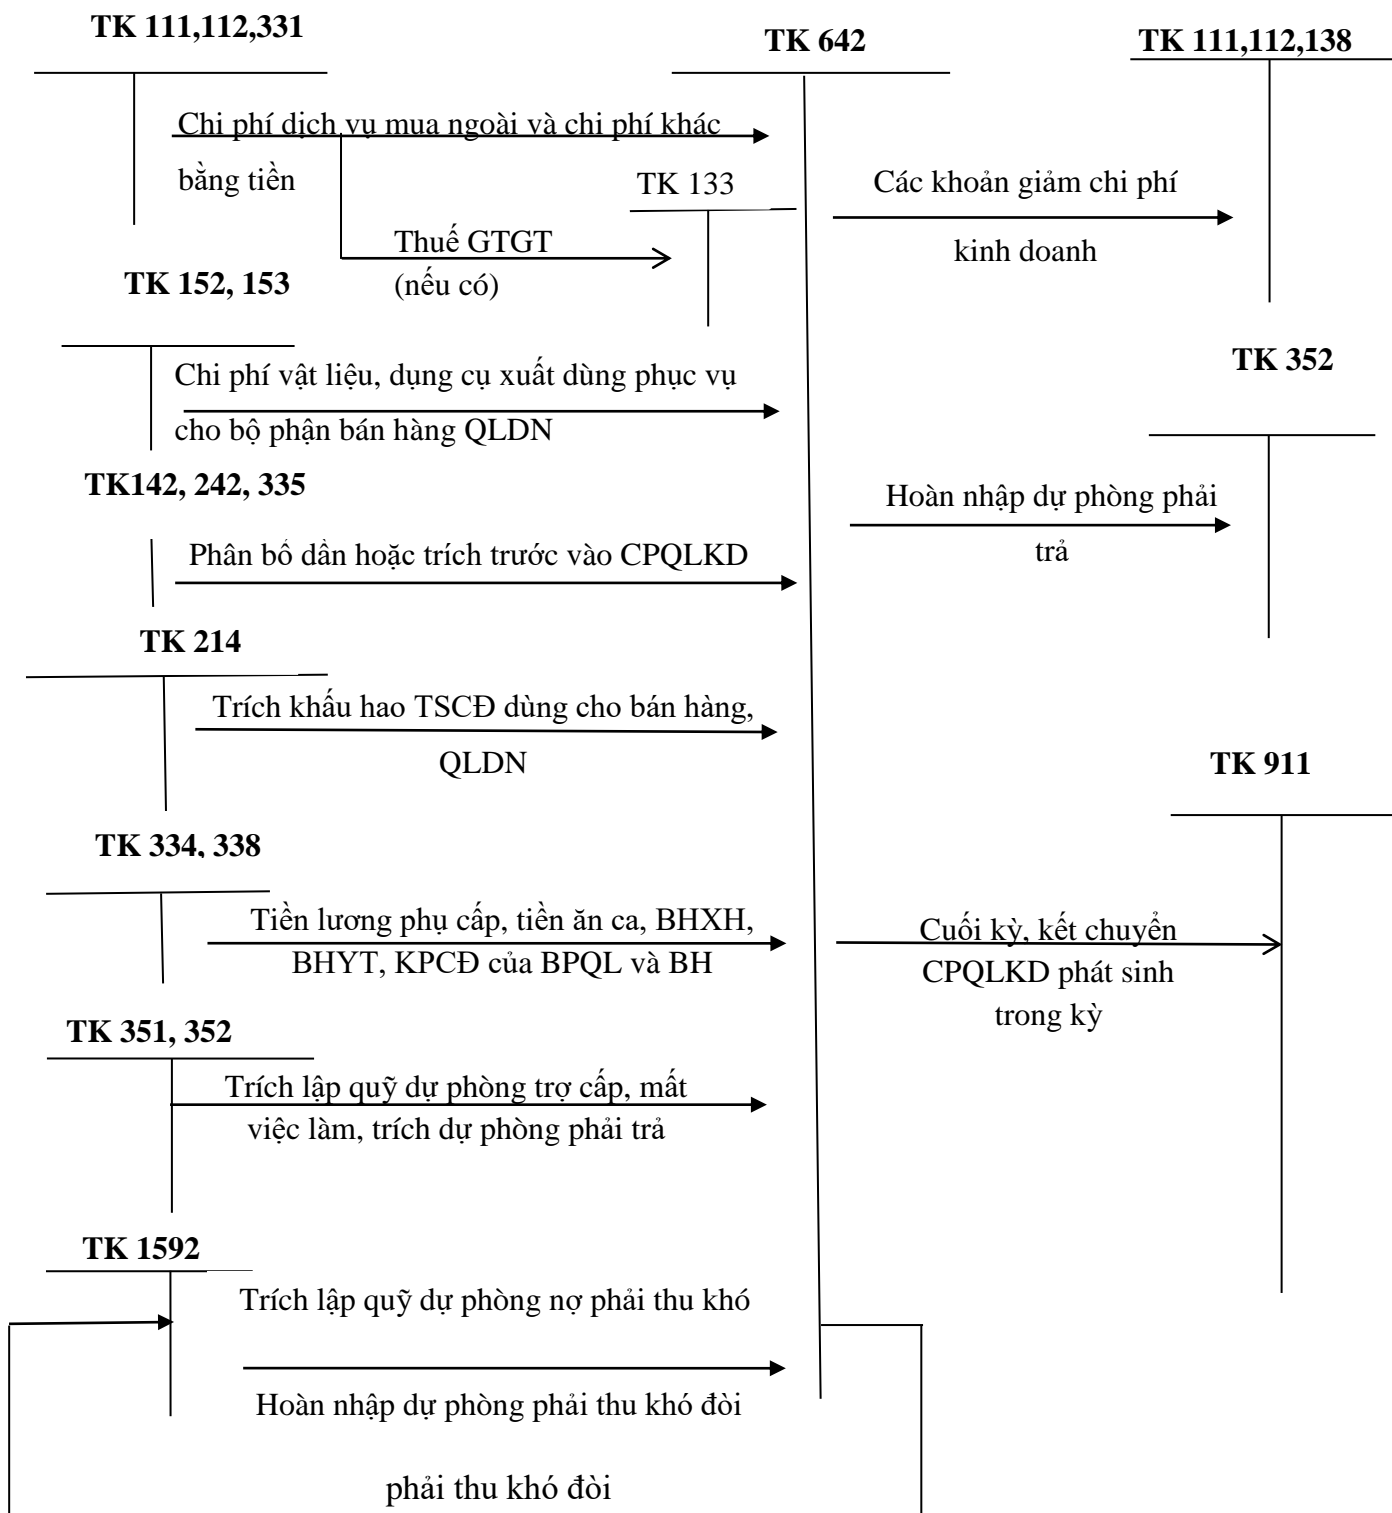 TK 111,112,331
TK 642
TK 111,112,138
Chi phí dịch vụ mua ngoài và chi phí khác
bằng tiền
TK 133
Các khoản giảm chi phí
kinh doanh
Thuế GTGT
(nếu có)
TK 152, 153
TK 352
Chi phí vật liệu, dụng cụ xuất dùng phục vụ
cho bộ phận bán hàng QLDN
TK142, 242, 335
Hoàn nhập dự phòng phải
trả
Phân bổ dần hoặc trích trước vào CPQLKD
TK 214
Trích khấu hao TSCĐ dùng cho bán hàng,
QLDN
TK 911
TK 334, 338
Tiền lương phụ cấp, tiền ăn ca, BHXH,
BHYT, KPCĐ của BPQL và BH
Cuối kỳ, kết chuyển
CPQLKD phát sinh
trong kỳ
TK 351, 352
Trích lập quỹ dự phòng trợ cấp, mất
việc làm, trích dự phòng phải trả
TK 1592
Trích lập quỹ dự phòng nợ phải thu khó
Hoàn nhập dự phòng phải thu khó đòi
phải thu khó đòi